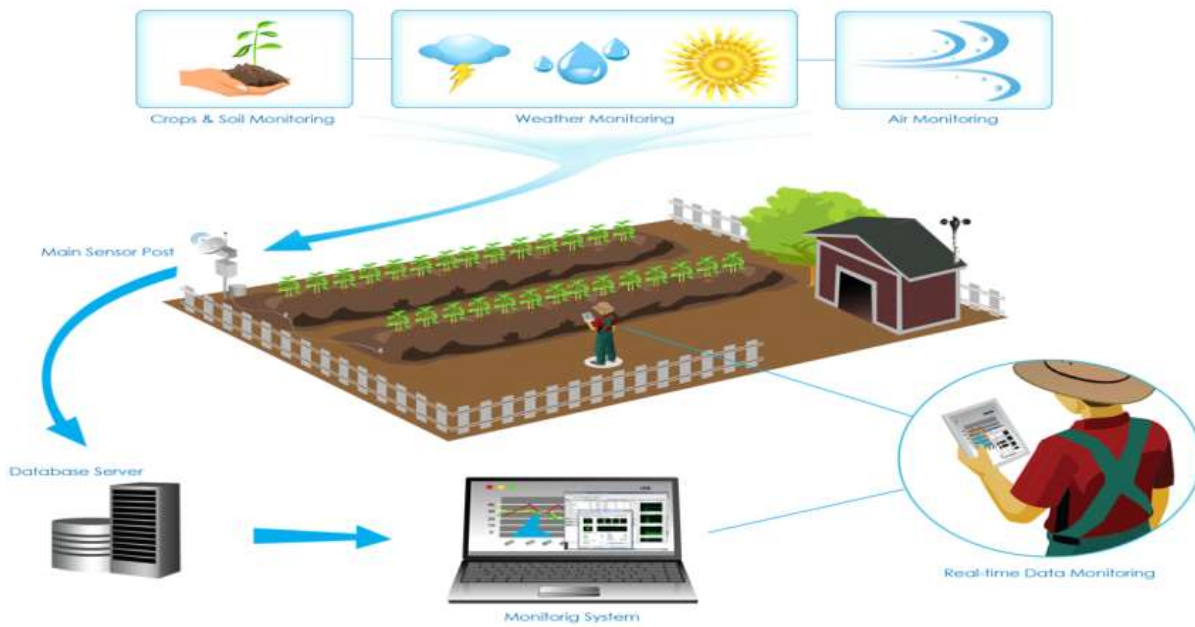 Crops & Soil Monitoring
Weather Monitoring
Air Monitoring
Main Sensor Post
Database Server
Real-time Data Monitoring
Monitorig System